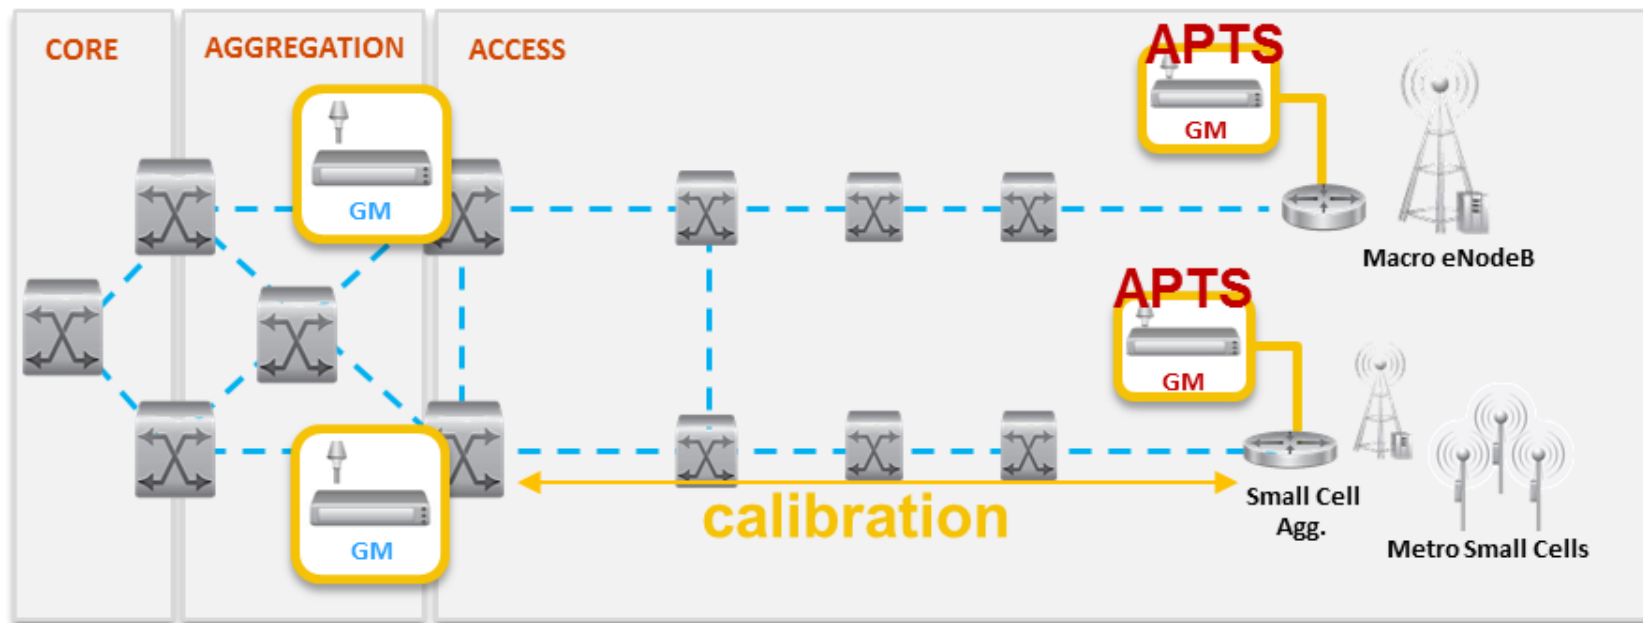 CORE
AGGREGATION
ACCESS
APTS
GM
GM
Macro eNodeB
APTS
GM
GM
calibration
Small Cell
Agg.
Metro Small Cells